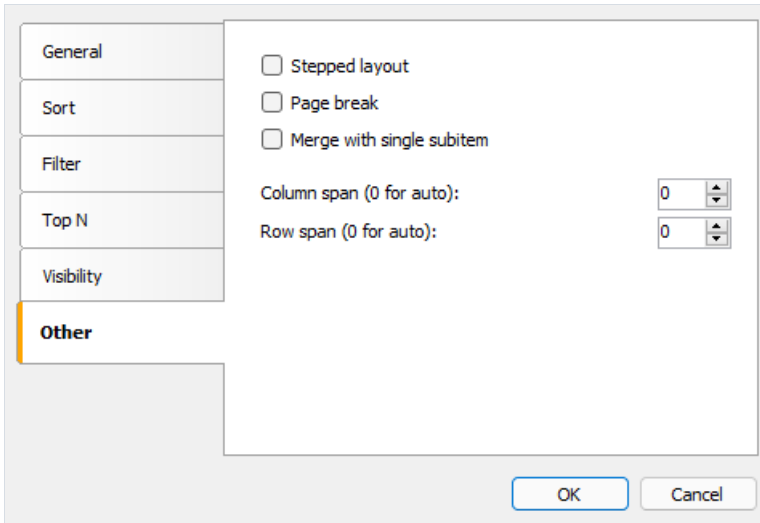 General
Sort
Filter
Top N
Visibility
Other
Stepped layout
Page break
Merge with single subitem
Column span (0 for auto): 0
Row span (0 for auto): 0
OK Cancel